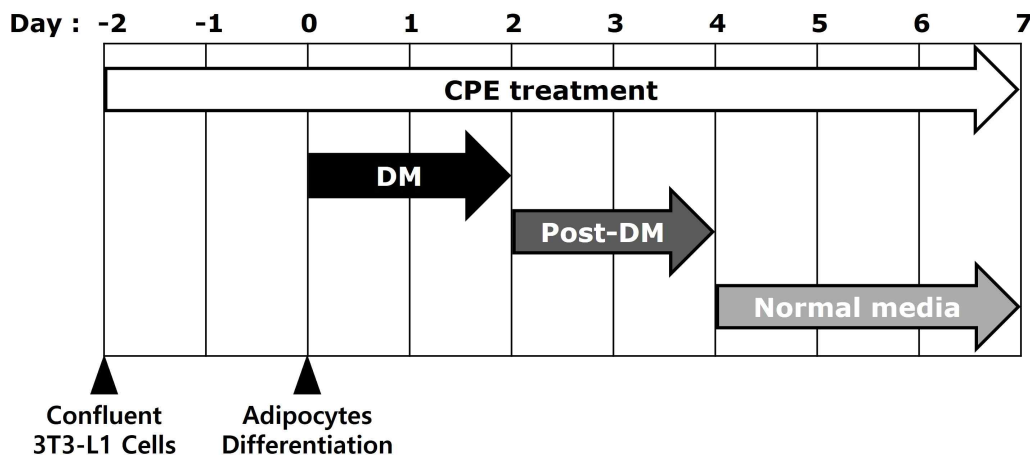 Day : -2 -1 0 1 2 3 4 5 6 7
CPE treatment
DM
Post-DM
Normal media
Confluent
3T3-L1 Cells
Adipocytes
Differentiation